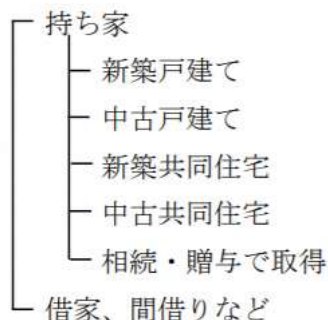 持ち家
新築戸建て
中古戸建て
新築共同住宅
中古共同住宅
相続・贈与で取得
借家、間借りなど